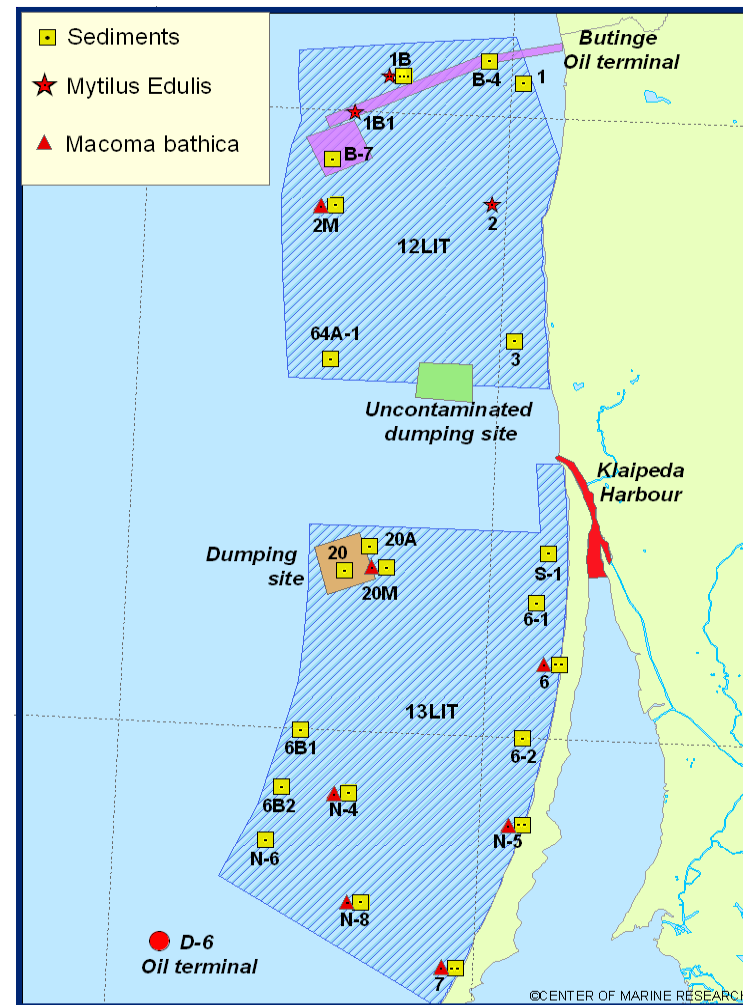 Sediments
Mytilus Edulis
Macoma bathica
Butinge
Oil terminal
1B
B-4
1
1B1
B-7
2M
2
12LIT
64A-1
3
Uncontaminated
dumping site
Klaipeda
Harbour
Dumping
site
20
20A
20M
S-1
6-1
6
13LIT
6B1
6-2
6B2
N-4
N-5
N-6
N-8
7
D-6
Oil terminal
©CENTER OF MARINE RESEARCH